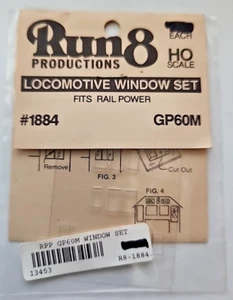 Run8
PRODUCTIONS
EACH
HO
SCALE
LOCOMOTIVE WINDOW SET
FITS RAIL POWER
#1884 GP60M
Remove
Cut Out
FIG. 3
FIG. 4
RPP GP60M WINDOW SET
13453
R8-1884